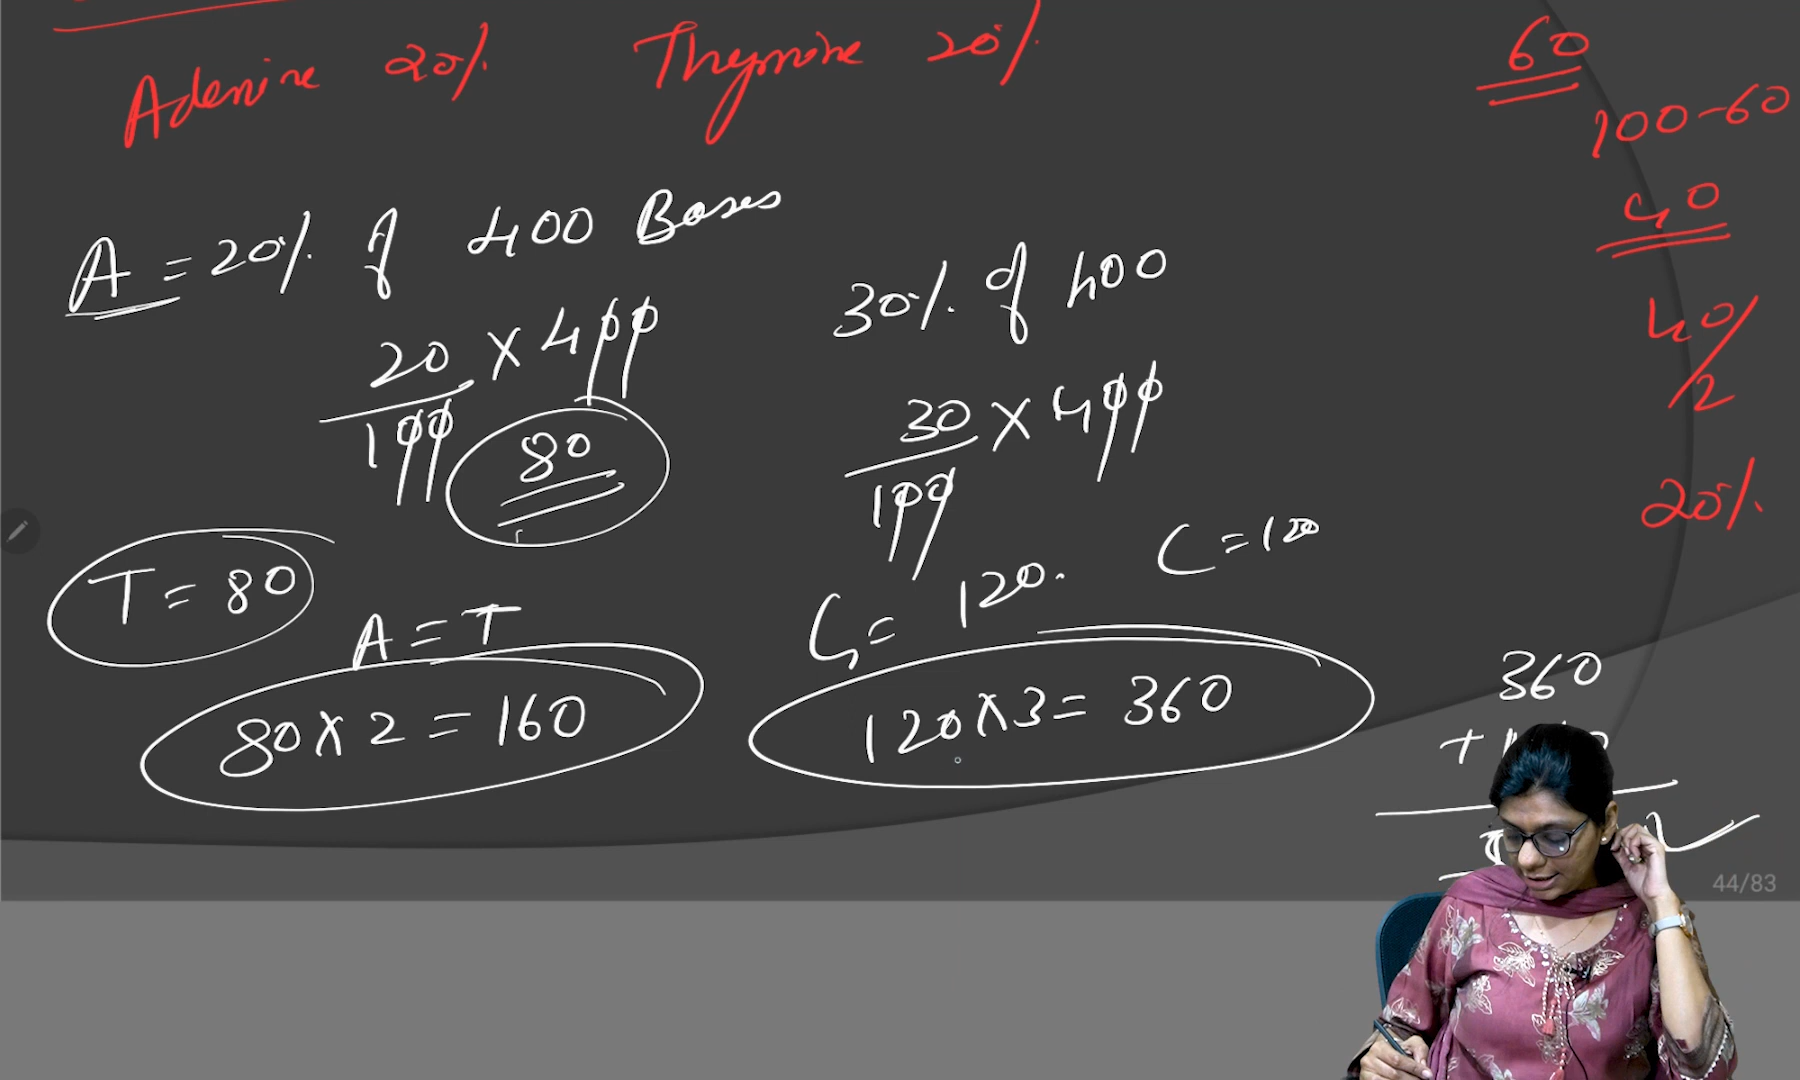 Adenine 20% Thymine 20%
60
100-60
40
40/2
20%
A = 20% of 400 Bases
20/100 × 400
80
T = 80
A = T
80 × 2 = 160
30% of 400
30/100 × 400
G = 120. C = 120
120 × 3 = 360
360
+
44/83